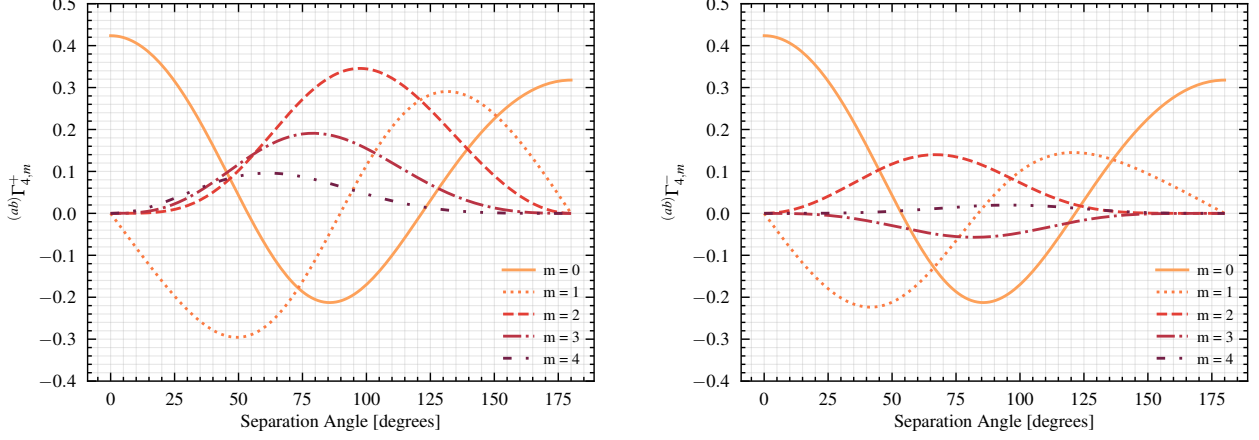 0.5
0.4
0.3
0.2
0.1
0.0
−0.1
−0.2
−0.3
−0.4
(ab)Γ+4,m
0 25 50 75 100 125 150 175
Separation Angle [degrees]
m = 0
m = 1
m = 2
m = 3
m = 4
0.5
0.4
0.3
0.2
0.1
0.0
−0.1
−0.2
−0.3
−0.4
(ab)Γ−4,m
0 25 50 75 100 125 150 175
Separation Angle [degrees]
m = 0
m = 1
m = 2
m = 3
m = 4